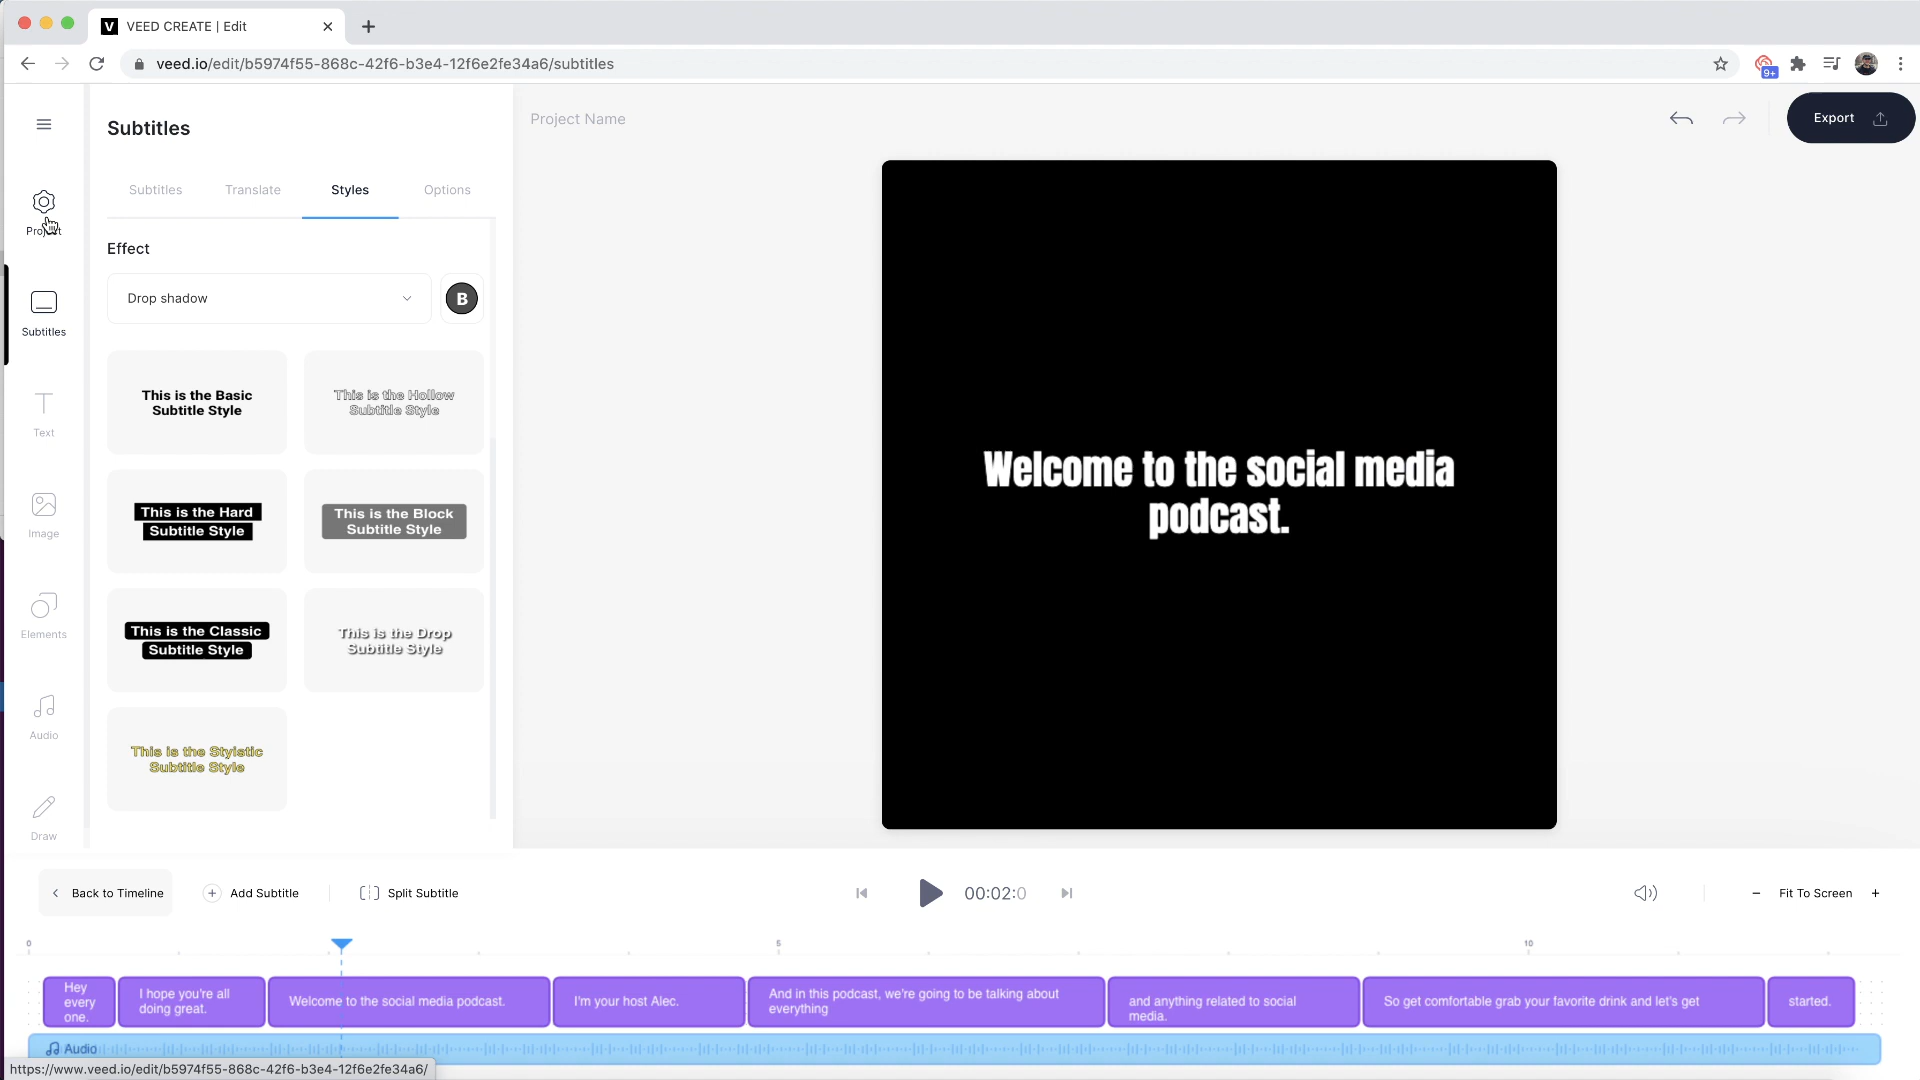 VEED CREATE | Edit
veed.io/edit/b5974f55-868c-42f6-b3e4-12f6e2fe34a6/subtitles
9+
Subtitles
Project Name
Export
Subtitles
Translate
Styles
Options
Project
Subtitles
Text
Image
Elements
Audio
Draw
Effect
Drop shadow
B
This is the Basic
Subtitle Style
This is the Hollow
Subtitle Style
This is the Hard
Subtitle Style
This is the Block
Subtitle Style
This is the Classic
Subtitle Style
This is the Drop
Subtitle Style
This is the Stylstic
Subtitle Style
Welcome to the social media
podcast.
Back to Timeline
Add Subtitle
Split Subtitle
00:02:0
Fit To Screen
0
5
10
Hey
every
one.
I hope you're all
doing great.
Welcome to the social media podcast.
I'm your host Alec.
And in this podcast, we're going to be talking about
everything
and anything related to social
media.
So get comfortable grab your favorite drink and let's get
started.
Audio
https://www.veed.io/edit/b5974f55-868c-42f6-b3e4-12f6e2fe34a6/